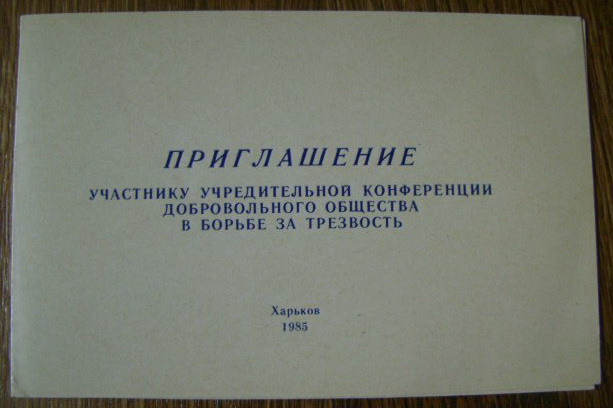 ПРИГЛАШЕНИЕ
УЧАСТНИКУ УЧРЕДИТЕЛЬНОЙ КОНФЕРЕНЦИИ
ДОБРОВОЛЬНОГО ОБЩЕСТВА
В БОРЬБЕ ЗА ТРЕЗВОСТЬ
Харьков
1985